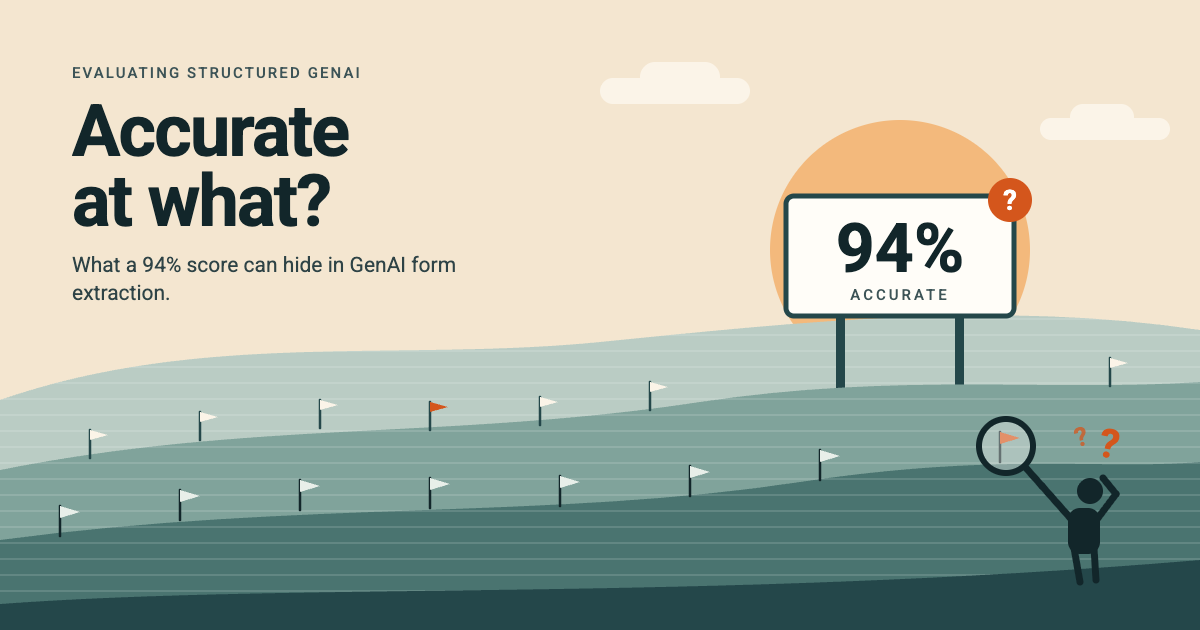 EVALUATING STRUCTURED GENAI
Accurate
at what?
What a 94% score can hide in GenAI form
extraction.
?
94%
ACCURATE
? ?